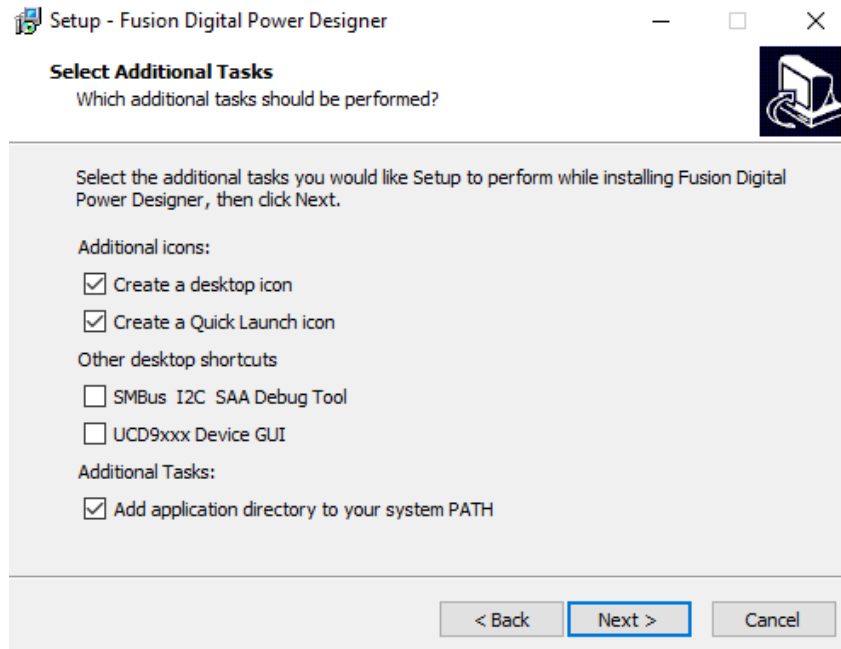 Setup - Fusion Digital Power Designer
Select Additional Tasks
Which additional tasks should be performed?
Select the additional tasks you would like Setup to perform while installing Fusion Digital
Power Designer, then click Next.
Additional icons:
Create a desktop icon
Create a Quick Launch icon
Other desktop shortcuts
SMBus  I2C  SAA Debug Tool
UCD9xxx Device GUI
Additional Tasks:
Add application directory to your system PATH
< Back
Next >
Cancel